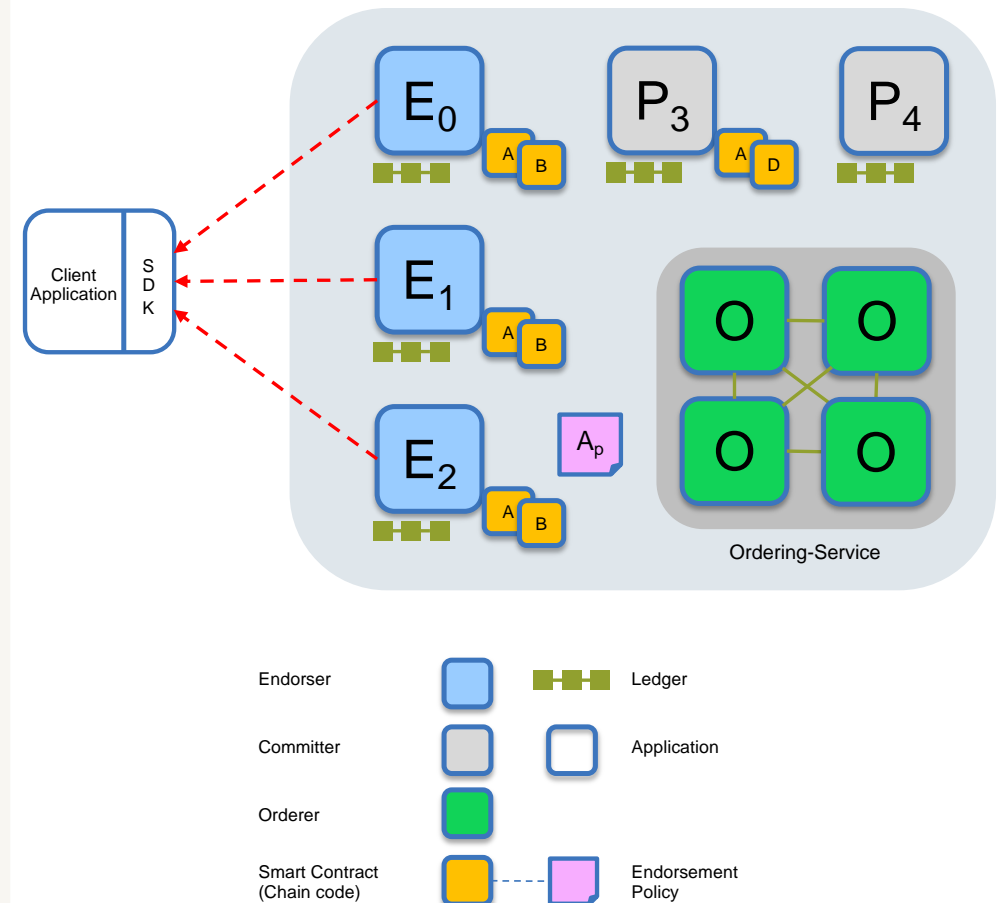 E0
P3
P4
A
B
A
D
Client
Application
S
D
K
E1
A
B
O
O
E2
Ap
O
O
A
B
Ordering-Service
Endorser
Ledger
Committer
Application
Orderer
Smart Contract
(Chain code)
Endorsement
Policy